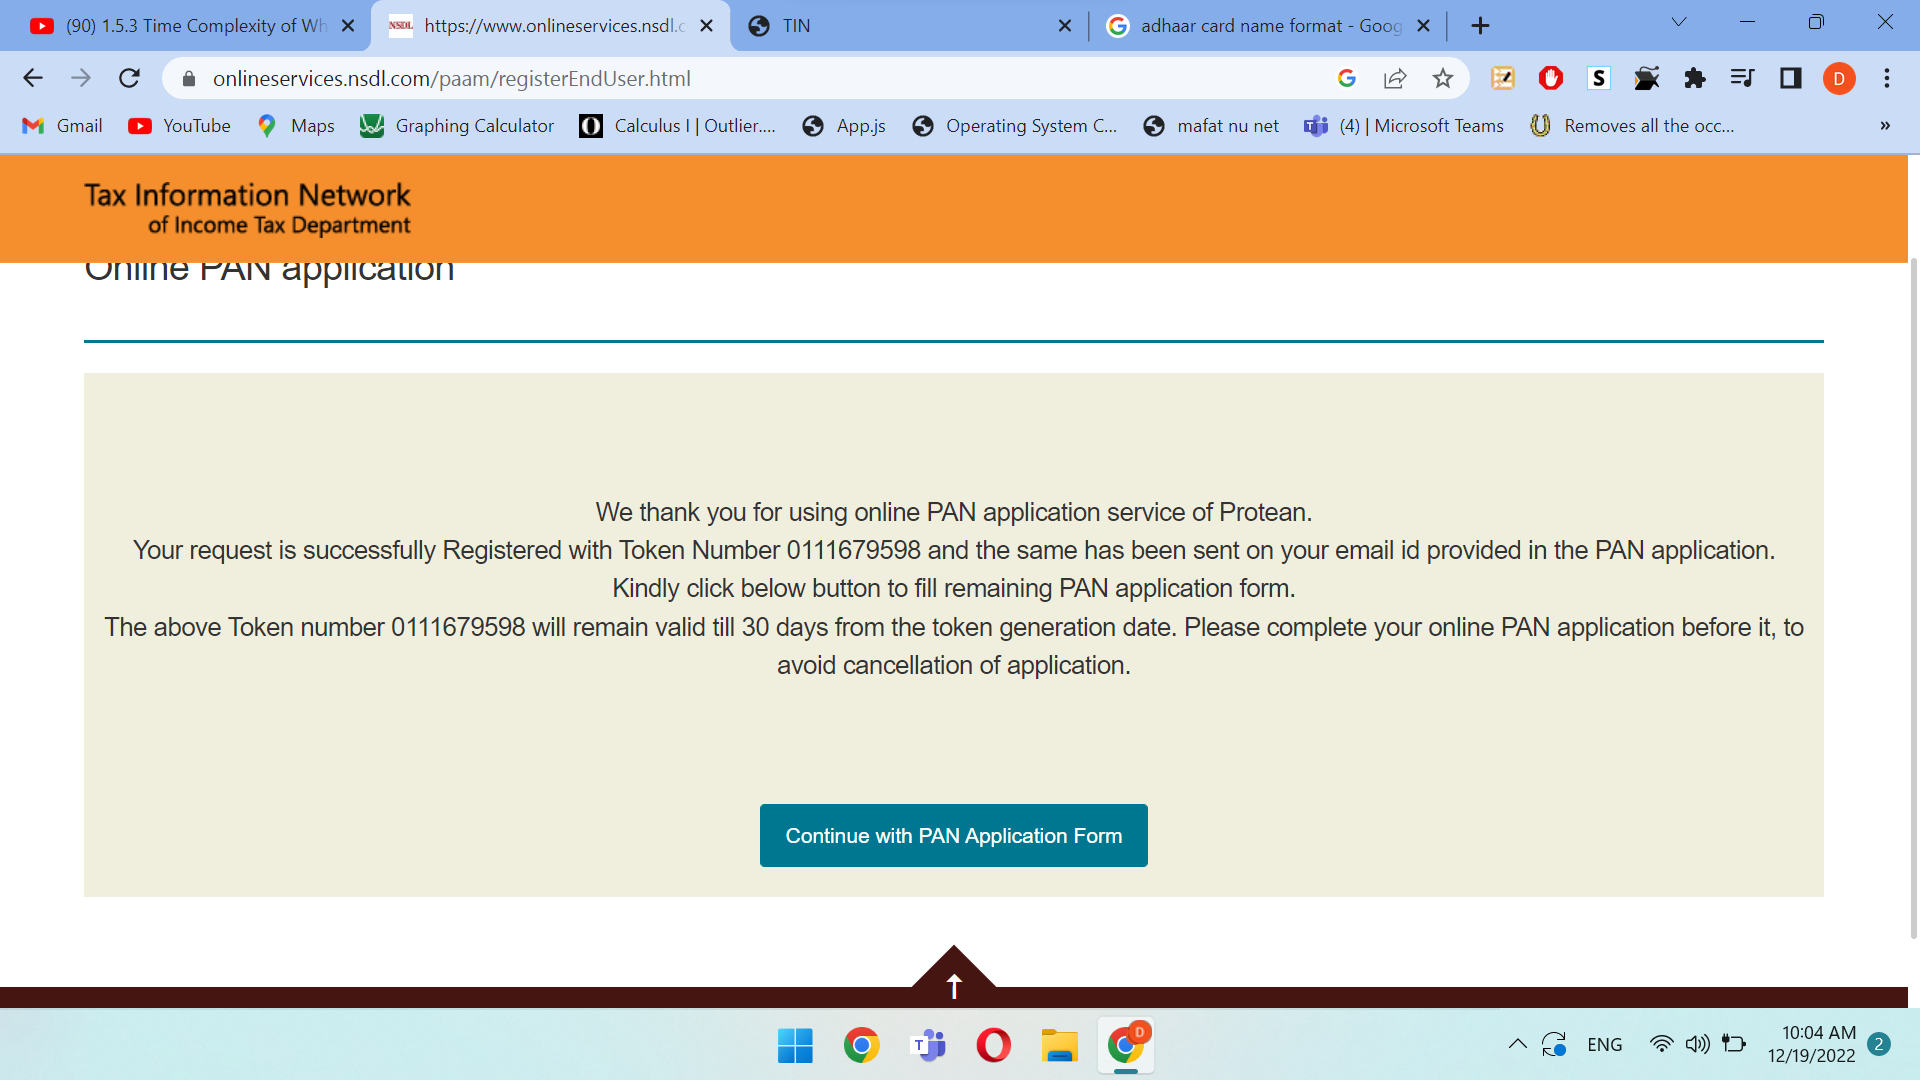 (90) 1.5.3 Time Complexity of Wh
NSDL
https://www.onlineservices.nsdl.c
TIN
adhaar card name format - Goog
onlineservices.nsdl.com/paam/registerEndUser.html
S
D
Gmail
YouTube
Maps
Graphing Calculator
Calculus I | Outlier....
App.js
Operating System C...
mafat nu net
(4) | Microsoft Teams
Removes all the occ...
»
Tax Information Network
of Income Tax Department
Online PAN application
We thank you for using online PAN application service of Protean.
Your request is successfully Registered with Token Number 0111679598 and the same has been sent on your email id provided in the PAN application.
Kindly click below button to fill remaining PAN application form.
The above Token number 0111679598 will remain valid till 30 days from the token generation date. Please complete your online PAN application before it, to
avoid cancellation of application.
Continue with PAN Application Form
D
ENG
10:04 AM
12/19/2022
2